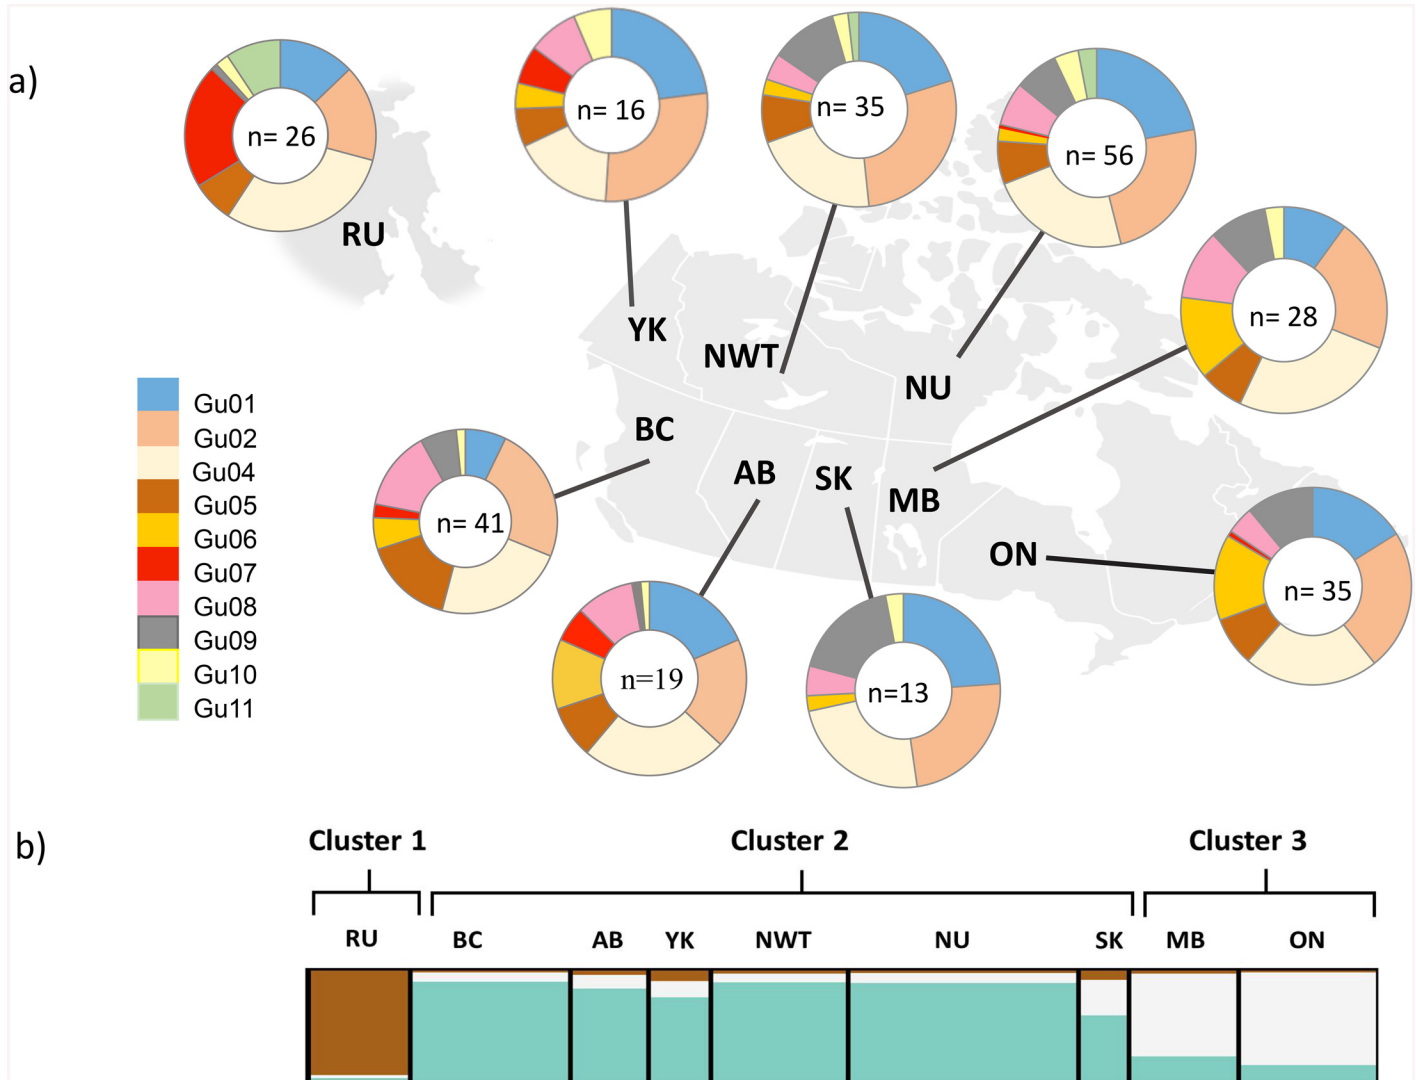 a)
n= 26
n= 16
n= 35
n= 56
RU
n= 28
YK
NWT
NU
Gu01
Gu02
Gu04
Gu05
Gu06
Gu07
Gu08
Gu09
Gu10
Gu11
BC
AB
SK
MB
n= 41
ON
n= 35
n=19
n=13
b)
Cluster 1 Cluster 2 Cluster 3
RU BC AB YK NWT NU SK MB ON